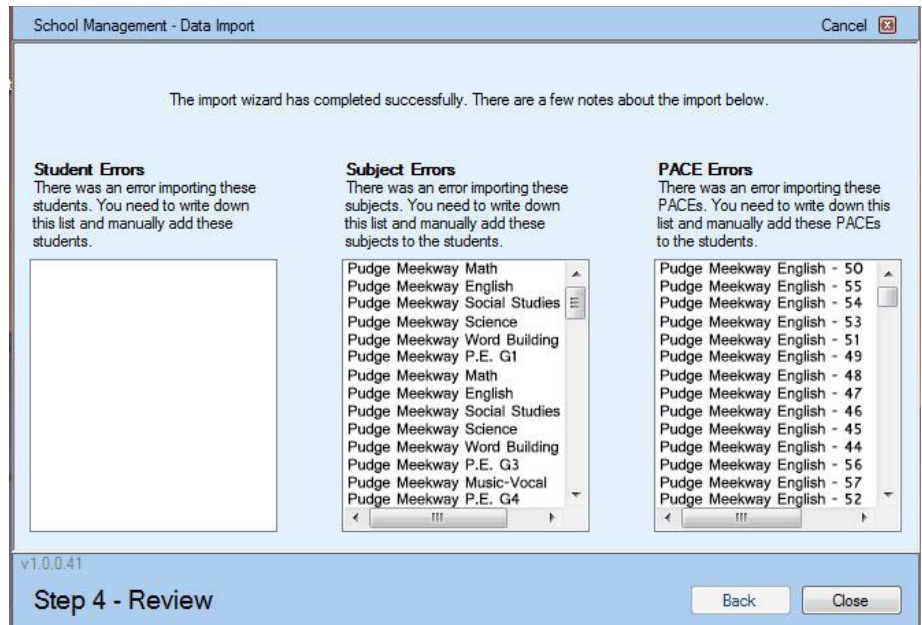 School Management - Data Import
Cancel
The import wizard has completed successfully. There are a few notes about the import below.
Student Errors
There was an error importing these
students. You need to write down
this list and manually add these
students.
Subject Errors
There was an error importing these
subjects. You need to write down
this list and manually add these
subjects to the students.
Pudge Meekway Math
Pudge Meekway English
Pudge Meekway Social Studies
Pudge Meekway Science
Pudge Meekway Word Building
Pudge Meekway P.E. G1
Pudge Meekway Math
Pudge Meekway English
Pudge Meekway Social Studies
Pudge Meekway Science
Pudge Meekway Word Building
Pudge Meekway P.E. G3
Pudge Meekway Music-Vocal
Pudge Meekway P.E. G4
PACE Errors
There was an error importing these
PACEs. You need to write down this
list and manually add these PACEs
to the students.
Pudge Meekway English - 50
Pudge Meekway English - 55
Pudge Meekway English - 54
Pudge Meekway English - 53
Pudge Meekway English - 51
Pudge Meekway English - 49
Pudge Meekway English - 48
Pudge Meekway English - 47
Pudge Meekway English - 46
Pudge Meekway English - 45
Pudge Meekway English - 44
Pudge Meekway English - 56
Pudge Meekway English - 57
Pudge Meekway English - 52
v1.0.0.41
Step 4 - Review
Back
Close